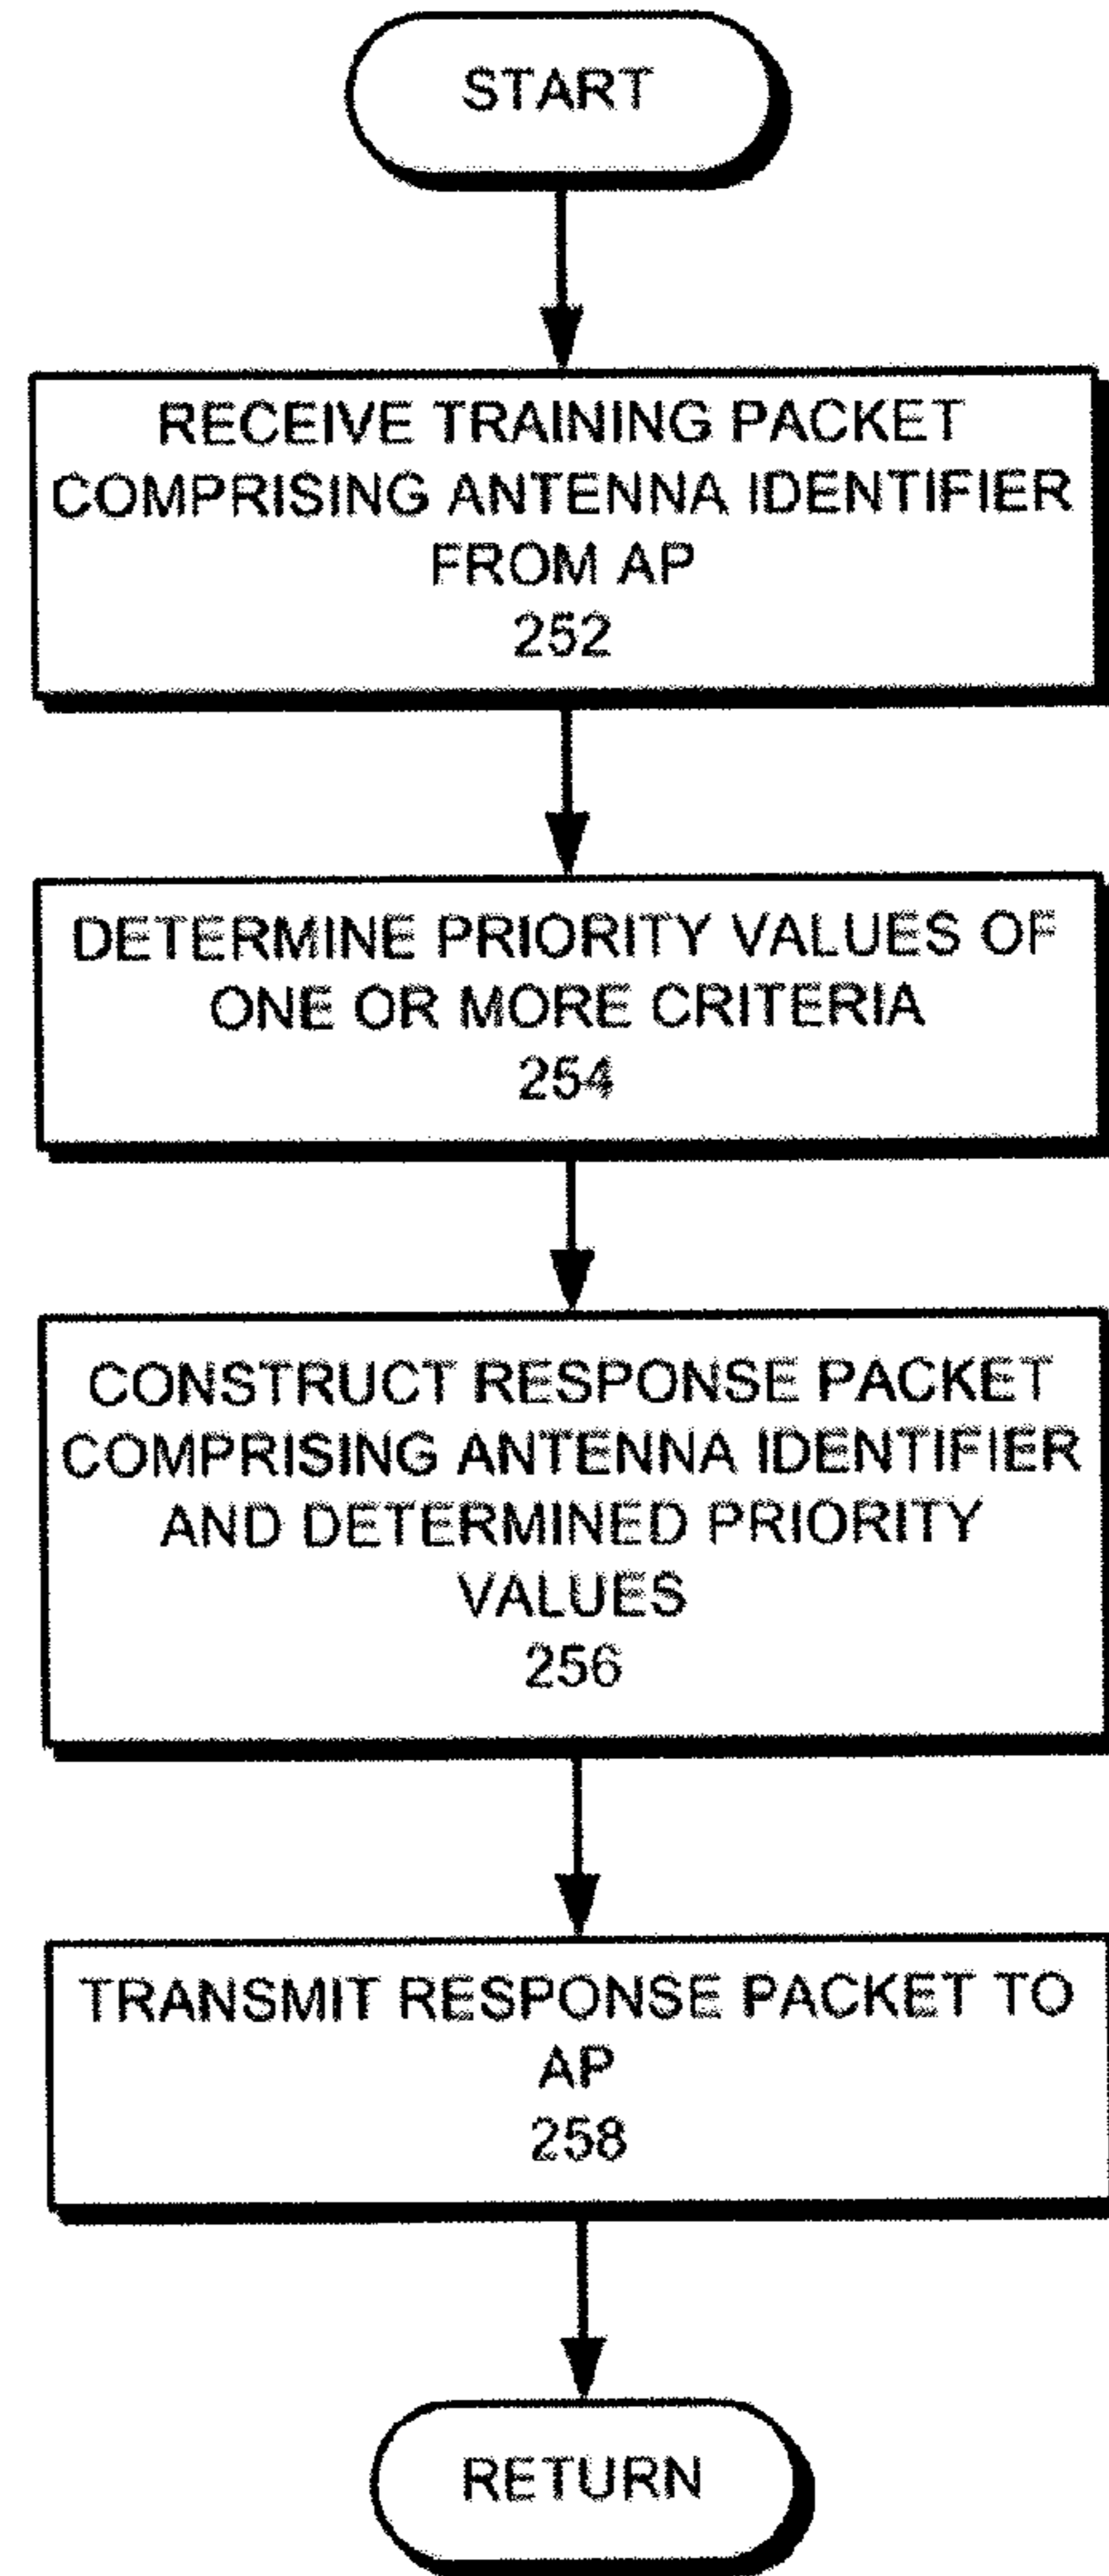 START
RECEIVE TRAINING PACKET
COMPRISING ANTENNA IDENTIFIER
FROM AP
252
DETERMINE PRIORITY VALUES OF
ONE OR MORE CRITERIA
254
CONSTRUCT RESPONSE PACKET
COMPRISING ANTENNA IDENTIFIER
AND DETERMINED PRIORITY
VALUES
256
TRANSMIT RESPONSE PACKET TO
AP
258
RETURN